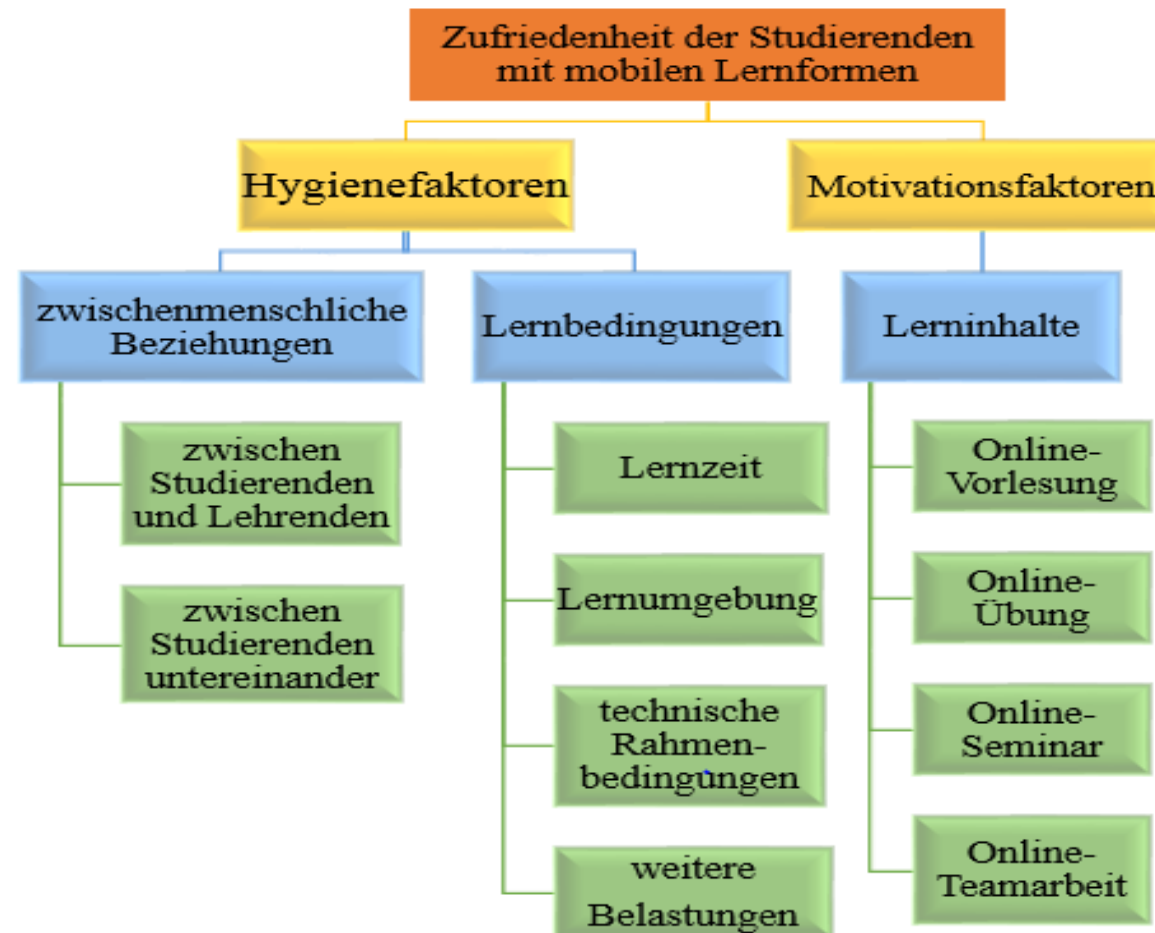 Zufriedenheit der Studierenden
mit mobilen Lernformen
Hygienefaktoren
Motivationsfaktoren
zwischenmenschliche
Beziehungen
Lernbedingungen
Lerninhalte
zwischen
Studierenden
und Lehrenden
zwischen
Studierenden
untereinander
Lernzeit
Lernumgebung
technische
Rahmen-
bedingungen
weitere
Belastungen
Online-
Vorlesung
Online-
Übung
Online-
Seminar
Online-
Teamarbeit